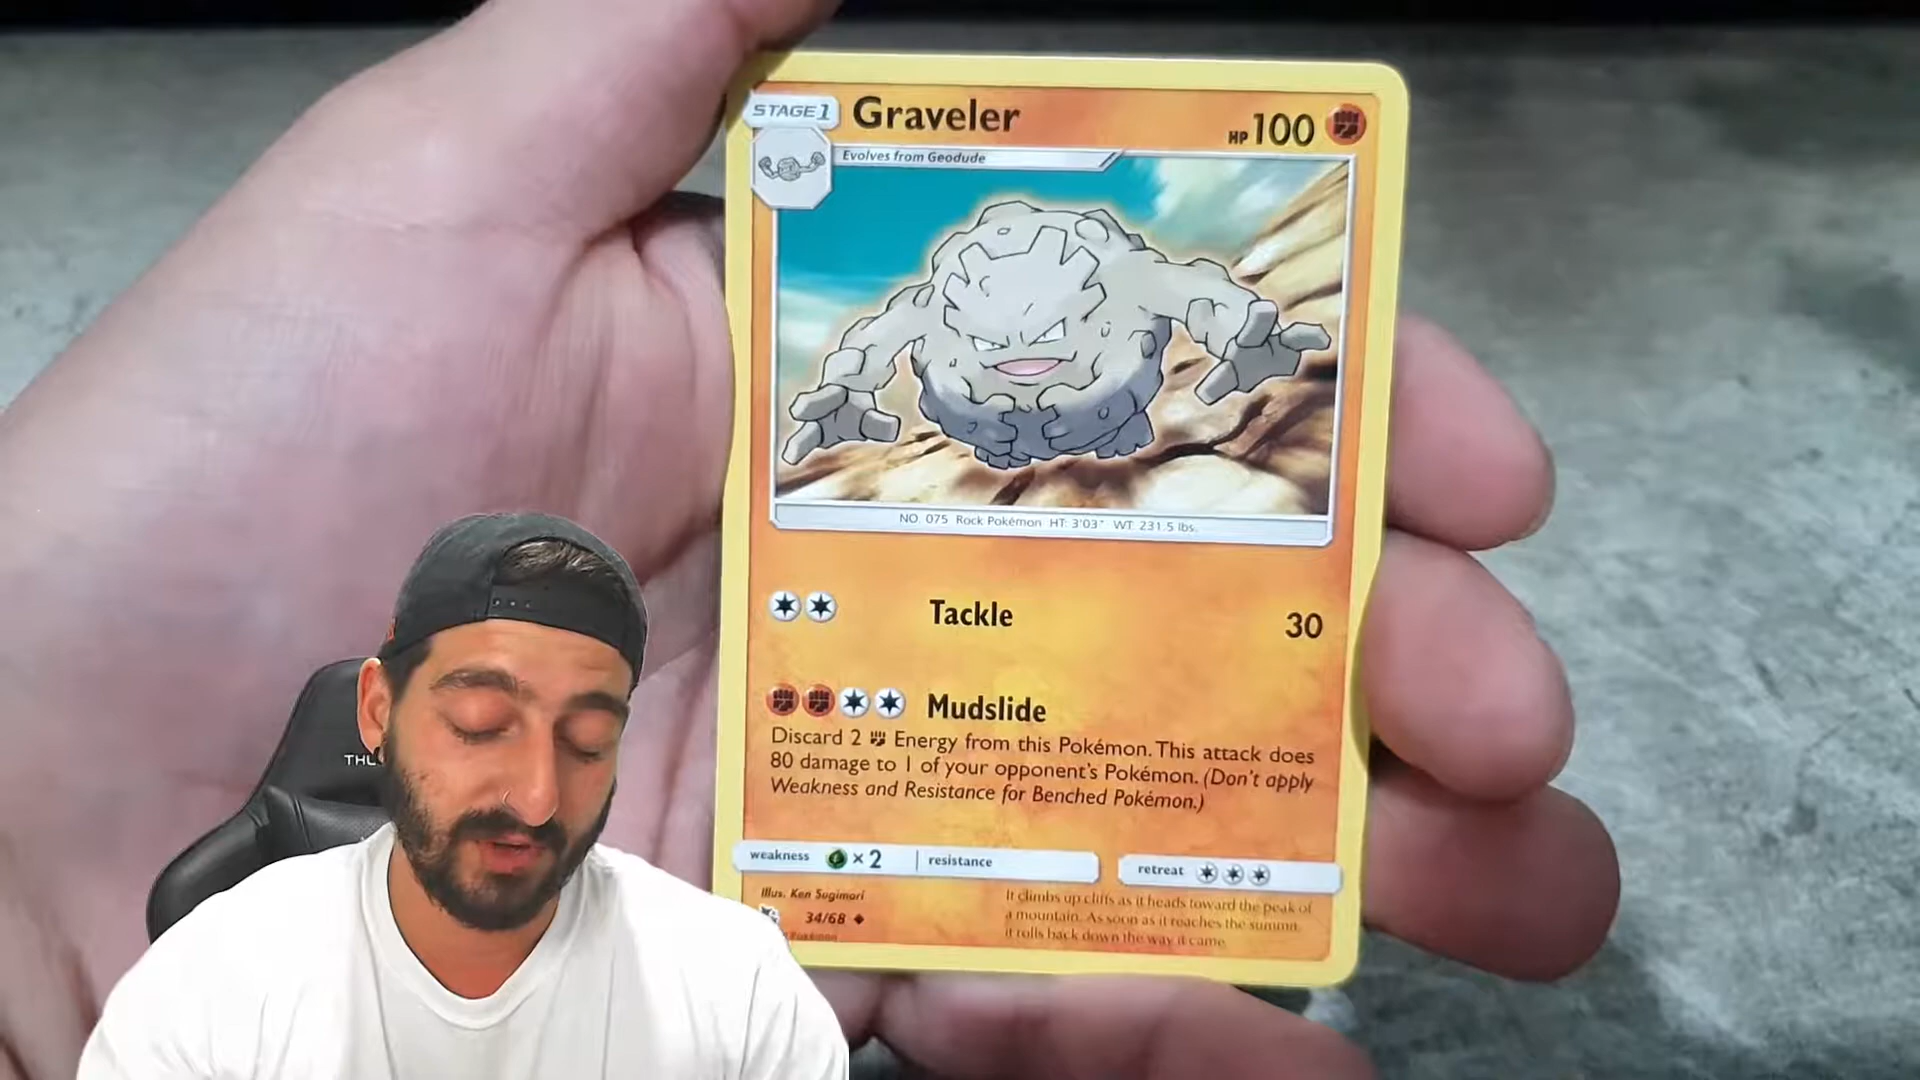 STAGE 1 Graveler HP 100
Evolves from Geodude
NO. 075 Rock Pokémon HT: 3'03" WT: 231.5 lbs.
Tackle 30
Mudslide
Discard 2 Energy from this Pokémon. This attack does
80 damage to 1 of your opponent's Pokémon. (Don't apply
Weakness and Resistance for Benched Pokémon.)
weakness × 2 resistance retreat
Illus. Ken Sugimori
34/68
Pokémon
It climbs up cliffs as it heads toward the peak of
a mountain. As soon as it reaches the summit,
it rolls back down the way it came.
THU